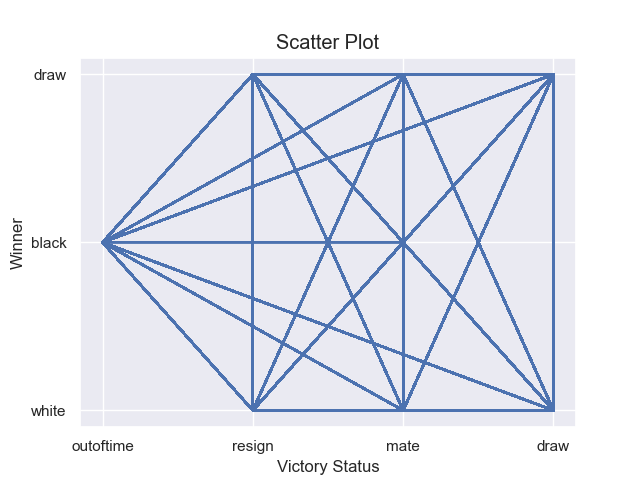 Scatter Plot
draw
black
white
Winner
outoftime resign mate draw
Victory Status